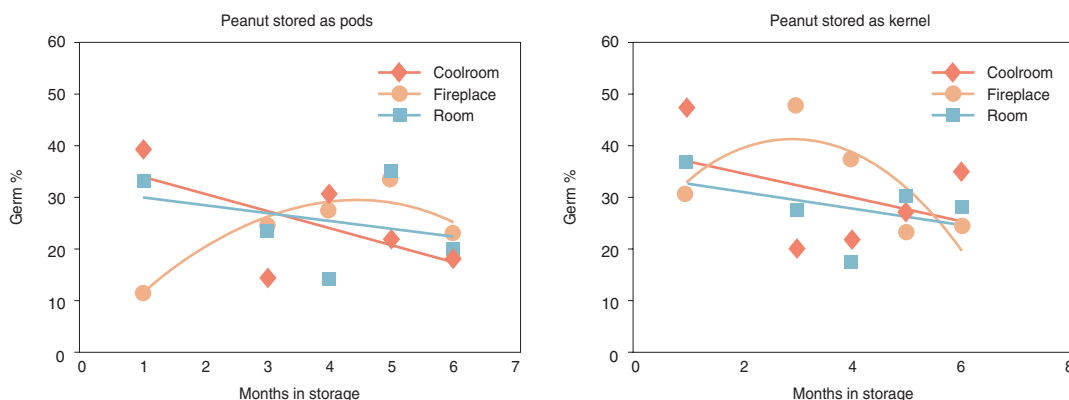 Peanut stored as pods
60
50
40
30
20
10
0
Germ %
Coolroom
Fireplace
Room
0 1 2 3 4 5 6 7
Months in storage
Peanut stored as kernel
60
50
40
30
20
10
0
Germ %
Coolroom
Fireplace
Room
0 2 4 6 8
Months in storage